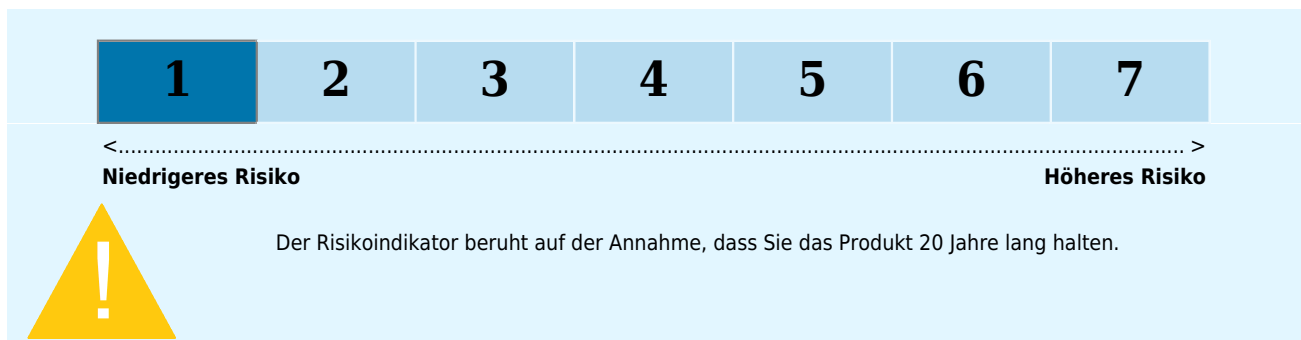 1 2 3 4 5 6 7
<........................................................................................................................................................ >
Niedrigeres Risiko Höheres Risiko
Der Risikoindikator beruht auf der Annahme, dass Sie das Produkt 20 Jahre lang halten.
!